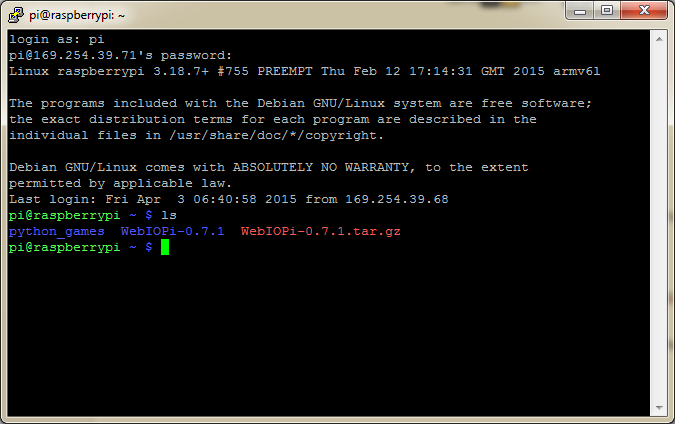 pi@raspberrypi: ~
login as: pi
pi@169.254.39.71's password:
Linux raspberrypi 3.18.7+ #755 PREEMPT Thu Feb 12 17:14:31 GMT 2015 armv6l
The programs included with the Debian GNU/Linux system are free software;
the exact distribution terms for each program are described in the
individual files in /usr/share/doc/*/copyright.
Debian GNU/Linux comes with ABSOLUTELY NO WARRANTY, to the extent
permitted by applicable law.
Last login: Fri Apr  3 06:40:58 2015 from 169.254.39.68
pi@raspberrypi ~ $ ls
python_games  WebIOPi-0.7.1  WebIOPi-0.7.1.tar.gz
pi@raspberrypi ~ $